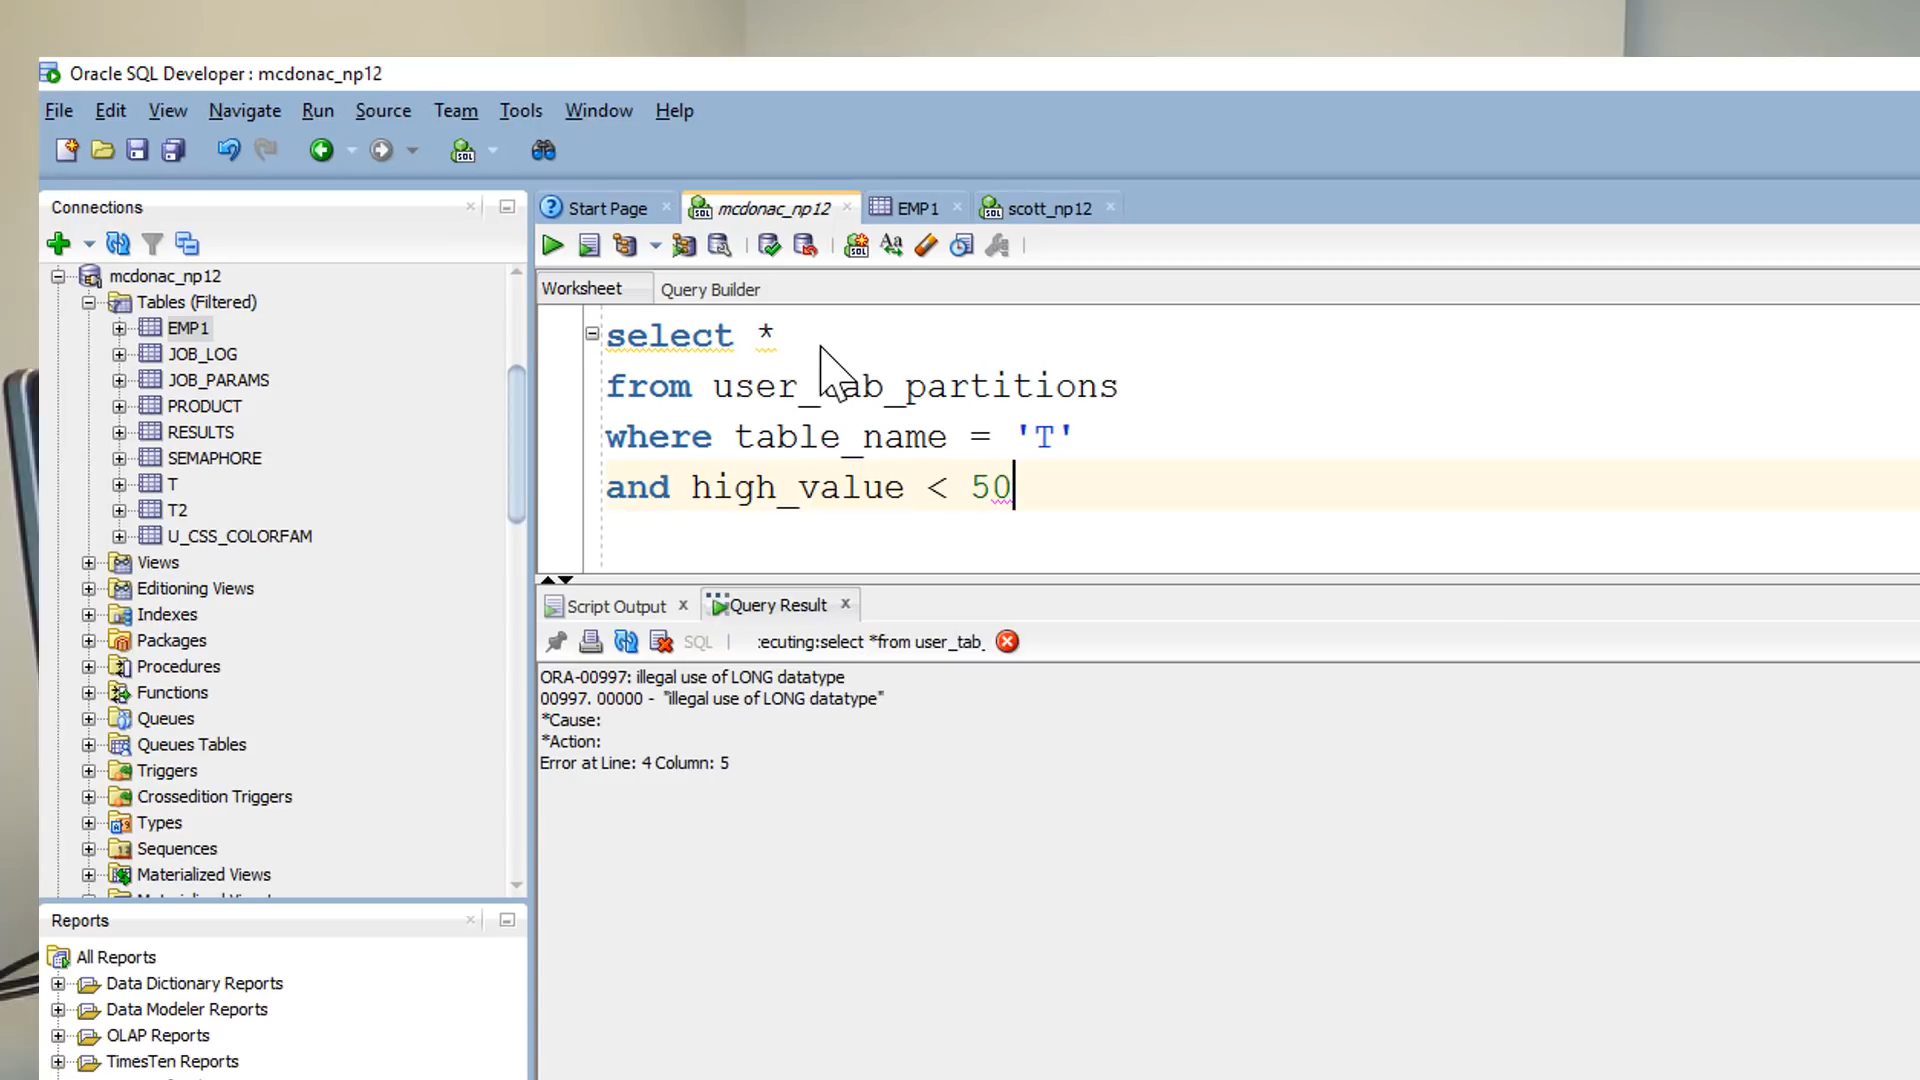 Oracle SQL Developer : mcdonac_np12
File Edit View Navigate Run Source Team Tools Window Help
Connections
mcdonac_np12
Tables (Filtered)
EMP1
JOB_LOG
JOB_PARAMS
PRODUCT
RESULTS
SEMAPHORE
T
T2
U_CSS_COLORFAM
Views
Editioning Views
Indexes
Packages
Procedures
Functions
Queues
Queues Tables
Triggers
Crossedition Triggers
Types
Sequences
Materialized Views
Reports
All Reports
Data Dictionary Reports
Data Modeler Reports
OLAP Reports
TimesTen Reports
Start Page mcdonac_np12 EMP1 scott_np12
Worksheet Query Builder
select *
from user_tab_partitions
where table_name = 'T'
and high_value < 50
Script Output Query Result
SQL :ecuting:select *from user_tab_
ORA-00997: illegal use of LONG datatype
00997. 00000 - "illegal use of LONG datatype"
*Cause:
*Action:
Error at Line: 4 Column: 5